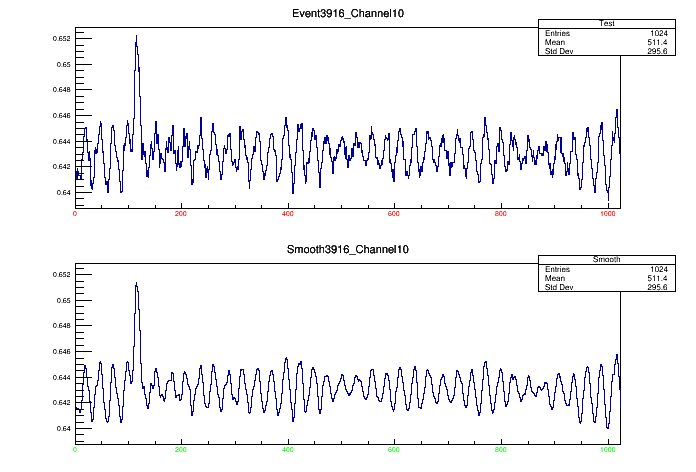 Event3916_Channel10
Test
Entries 1024
Mean 511.4
Std Dev 295.6
0.652
0.65
0.648
0.646
0.644
0.642
0.64
0 200 400 600 800 1000
Smooth3916_Channel10
Smooth
Entries 1024
Mean 511.4
Std Dev 295.6
0.652
0.65
0.648
0.646
0.644
0.642
0.64
0 200 400 600 800 1000